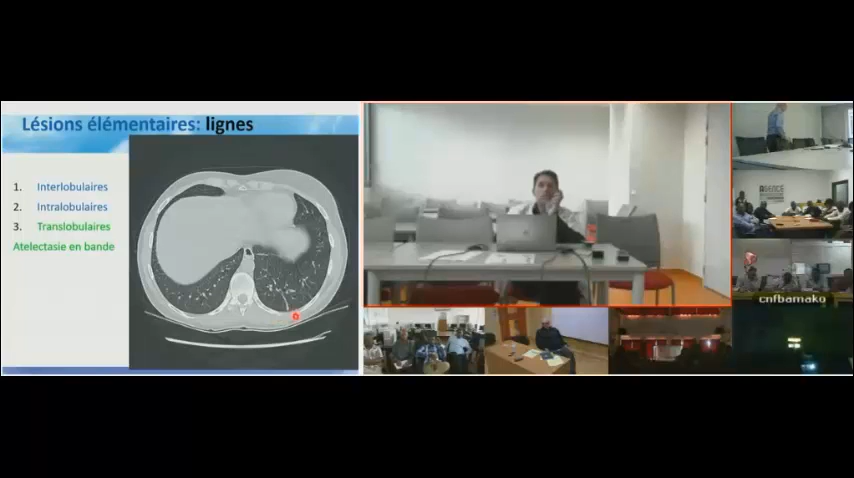 Lésions élémentaires: lignes
1. Interlobulaires
2. Intralobulaires
3. Translobulaires
Atelectasie en bande
cnfbamako